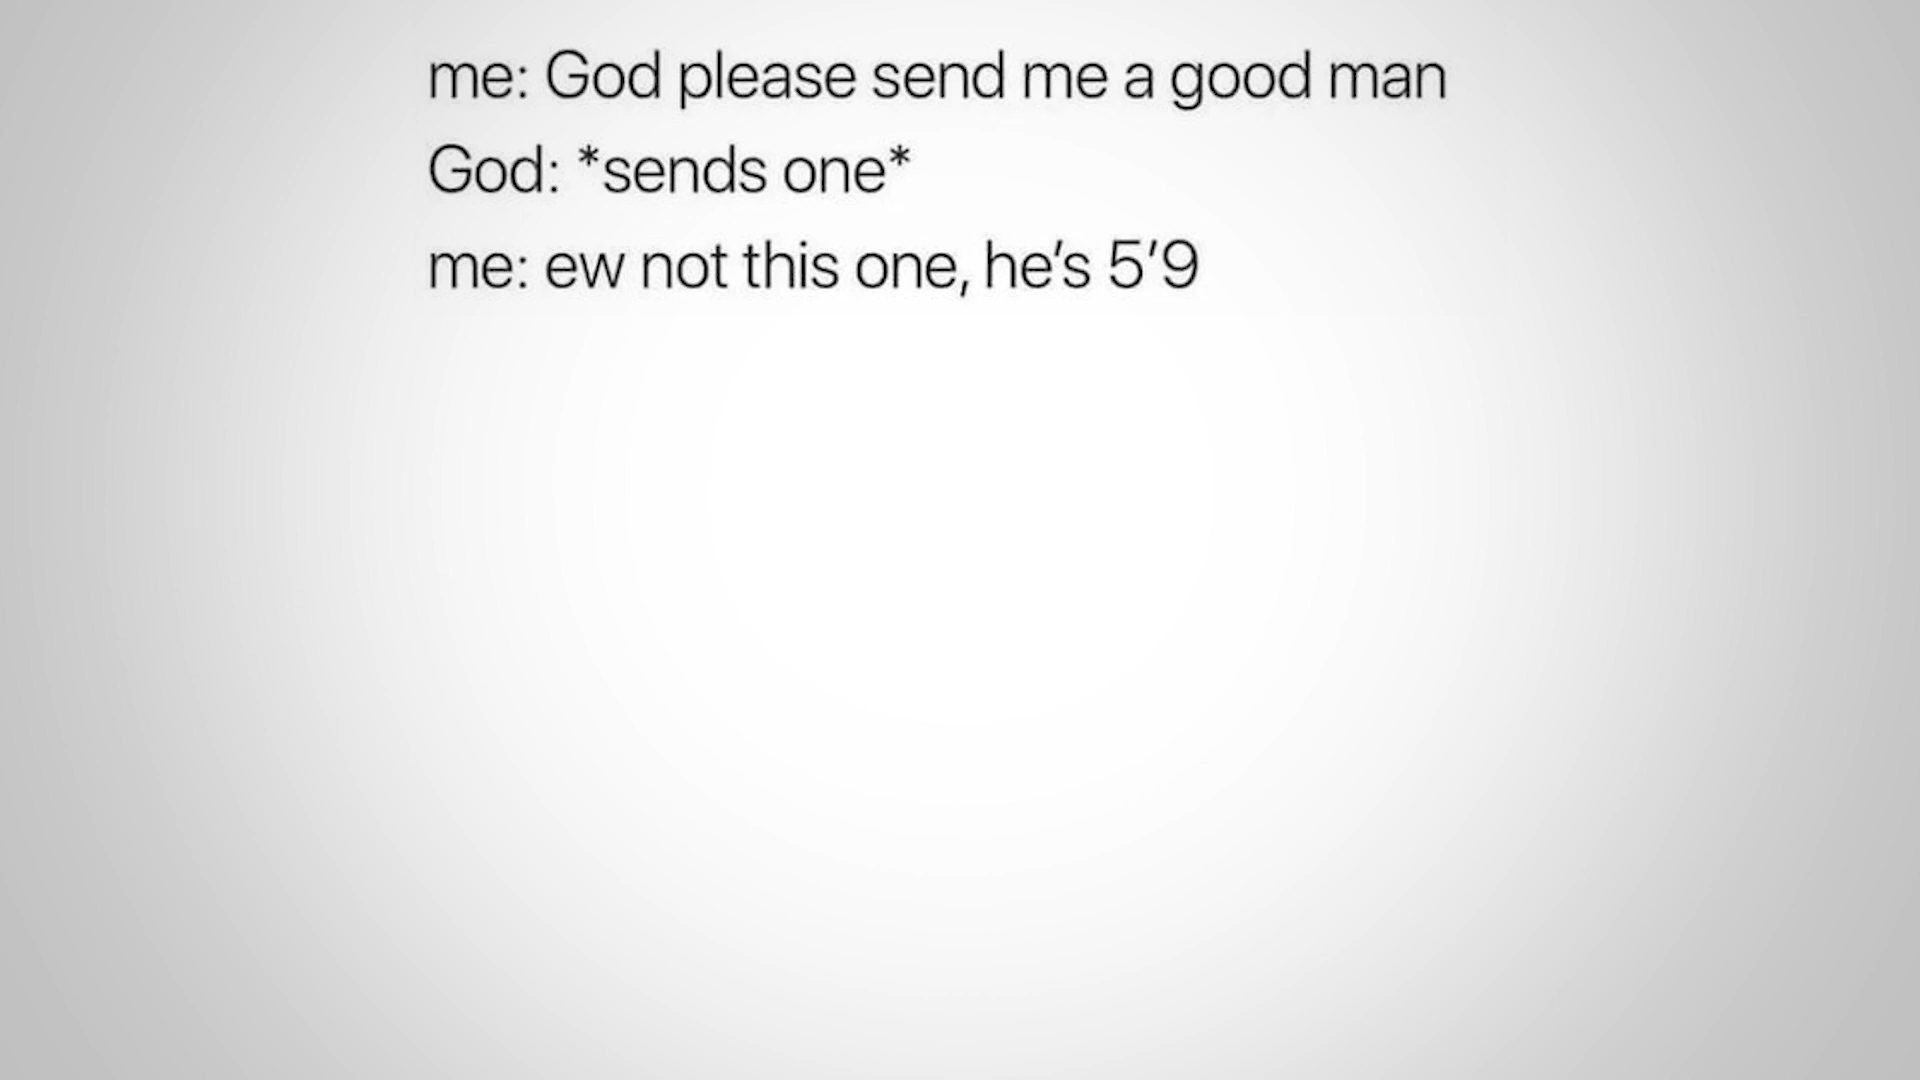 me: God please send me a good man
God: *sends one*
me: ew not this one, he's 5'9